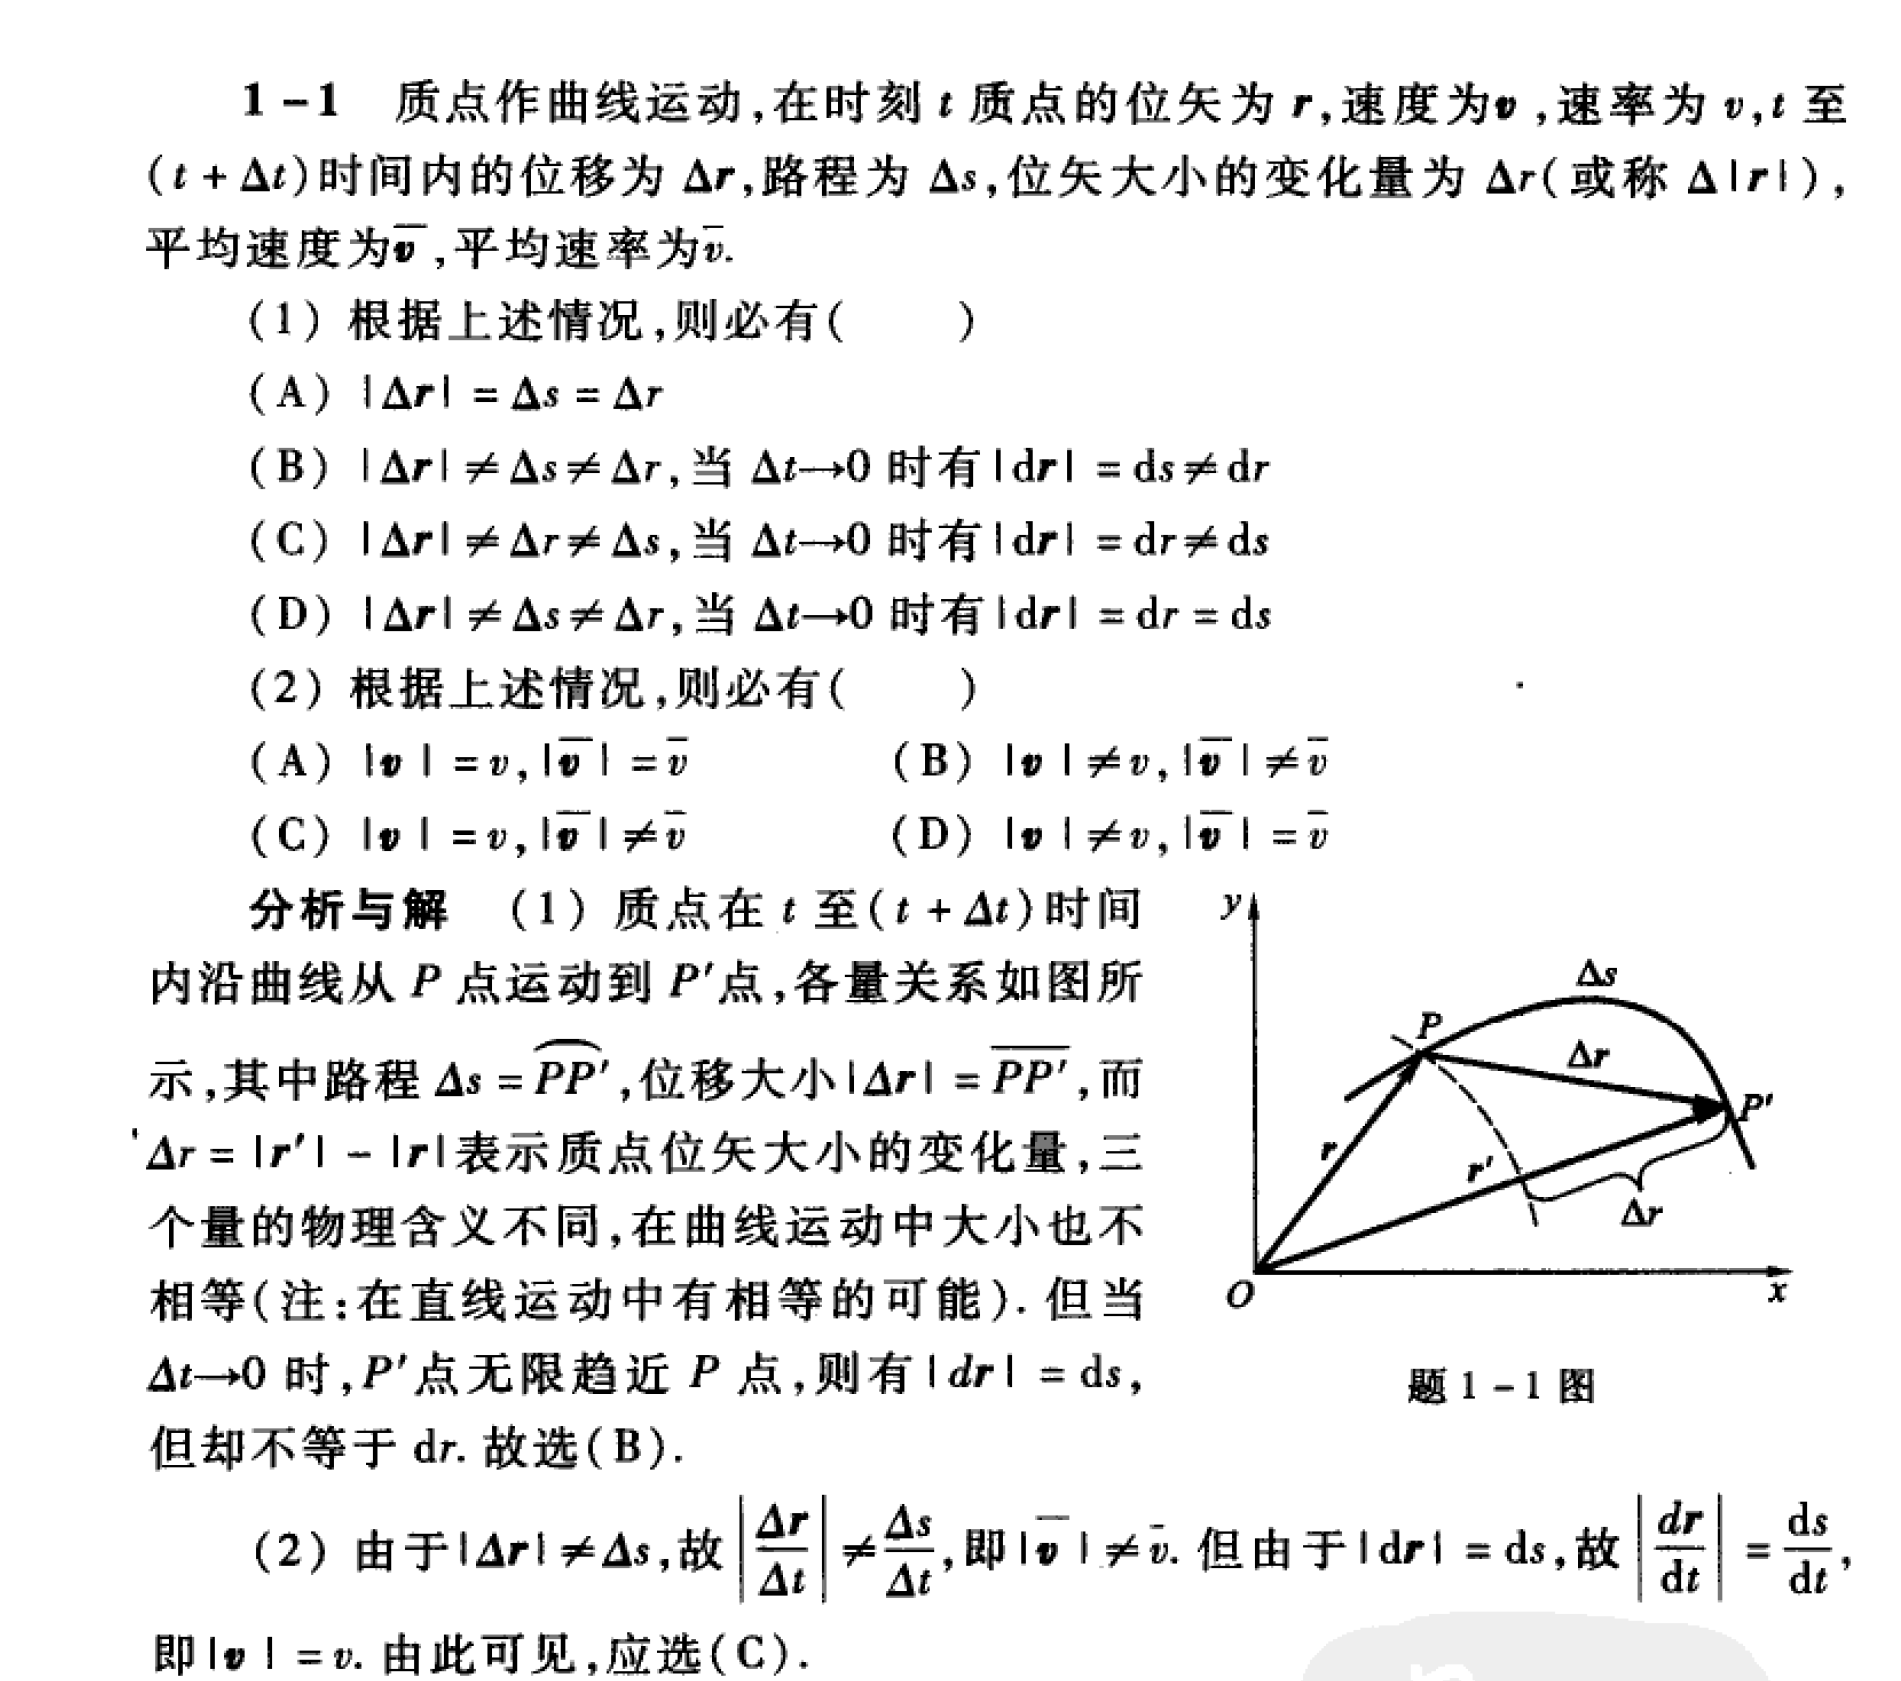 1-1 质点作曲线运动,在时刻 t 质点的位矢为 r,速度为v,速率为 v,t 至
(t + Δt)时间内的位移为 Δr,路程为 Δs,位矢大小的变化量为 Δr(或称 Δ|r|),
平均速度为v̅,平均速率为v̅.
(1) 根据上述情况,则必有( )
(A) |Δr| = Δs = Δr
(B) |Δr| ≠ Δs ≠ Δr,当 Δt→0 时有|dr| = ds ≠ dr
(C) |Δr| ≠ Δr ≠ Δs,当 Δt→0 时有|dr| = dr ≠ ds
(D) |Δr| ≠ Δs ≠ Δr,当 Δt→0 时有|dr| = dr = ds
(2) 根据上述情况,则必有( )
(A) |v| = v,|v̅| = v̅ (B) |v| ≠ v,|v̅| ≠ v̅
(C) |v| = v,|v̅| ≠ v̅ (D) |v| ≠ v,|v̅| = v̅
分析与解 (1) 质点在 t 至(t + Δt)时间
内沿曲线从 P 点运动到 P′点,各量关系如图所
示,其中路程 Δs = PP′,位移大小|Δr| = PP′,而
Δr = |r′| - |r|表示质点位矢大小的变化量,三
个量的物理含义不同,在曲线运动中大小也不
相等(注:在直线运动中有相等的可能). 但当
Δt→0 时,P′点无限趋近 P 点,则有|dr| = ds,
但却不等于 dr. 故选(B).
y
Δs
P
Δr
P′
r
r′
Δr
O
x
题 1-1 图
(2) 由于|Δr| ≠ Δs,故|Δr/Δt| ≠ Δs/Δt,即|v̅| ≠ v̅. 但由于|dr| = ds,故|dr/dt| = ds/dt,
即|v| = v. 由此可见,应选(C).